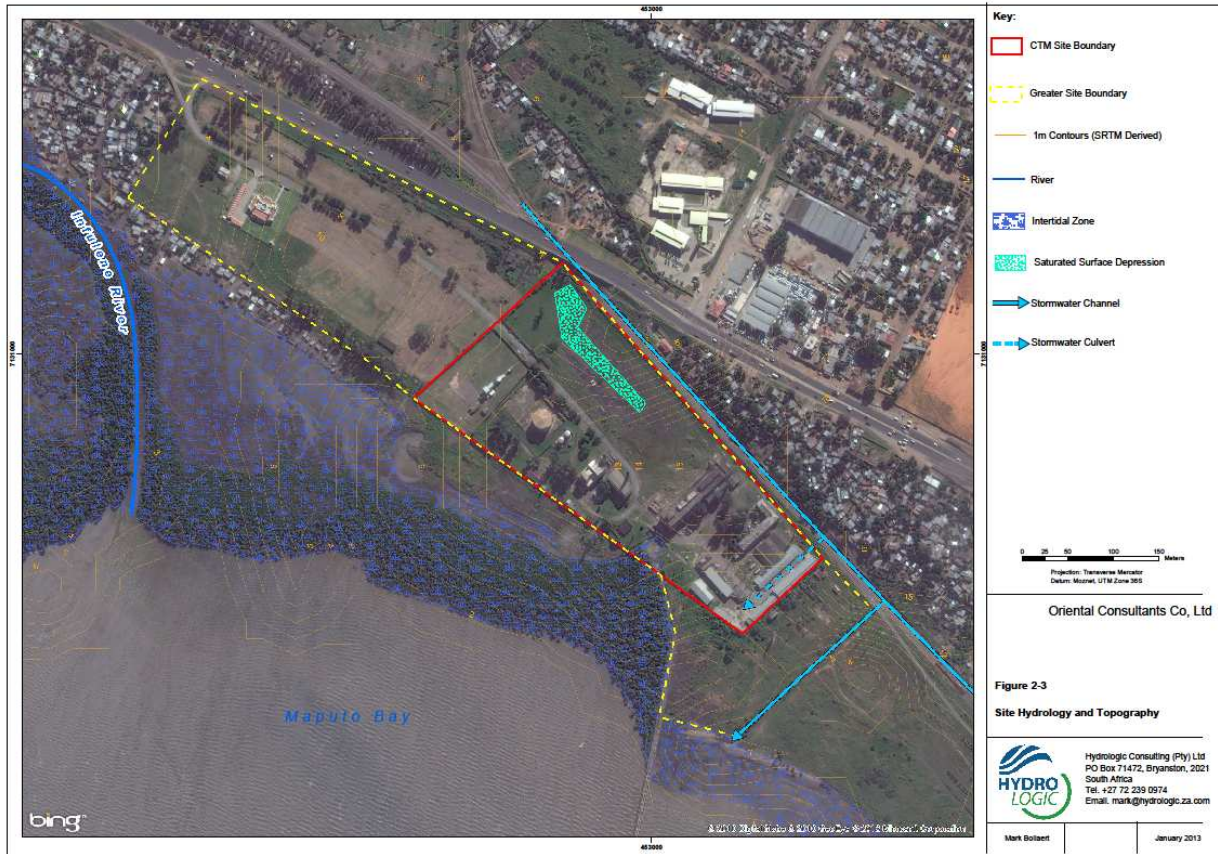 453000
Key:
CTM Site Boundary
Greater Site Boundary
1m Contours (SRTM Derived)
River
Intertidal Zone
Saturated Surface Depression
Stormwater Channel
Stormwater Culvert
Infulene River
7131000
7131000
Maputo Bay
0 25 50 100 150
Meters
Projection: Transverse Mercator
Datum: Moznet, UTM Zone 36S
Oriental Consultants Co, Ltd
Figure 2-3
Site Hydrology and Topography
HYDRO
LOGIC
Hydrologic Consulting (Pty) Ltd
PO Box 71472, Bryanston, 2021
South Africa
Tel. +27 72 239 0974
Email. mark@hydrologic.za.com
Mark Bollaert
January 2013
bing
453000